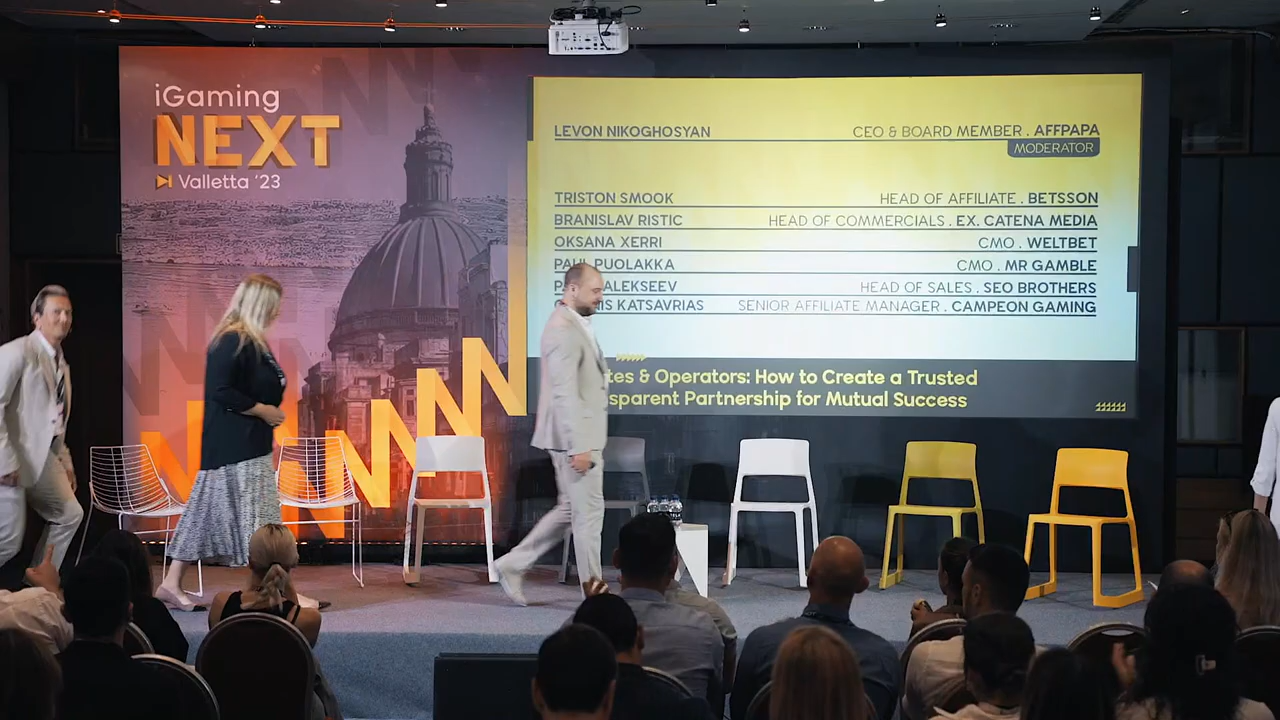 iGaming
NEXT
Valletta '23
LEVON NIKOGHOSYAN CEO & BOARD MEMBER . AFFPAPA
MODERATOR
TRISTON SMOOK HEAD OF AFFILIATE . BETSSON
BRANISLAV RISTIC HEAD OF COMMERCIALS . EX. CATENA MEDIA
OKSANA XERRI CMO . WELTBET
PAUL PUOLAKKA CMO . MR GAMBLE
ALEKSEEV HEAD OF SALES . SEO BROTHERS
KATSAVRIAS SENIOR AFFILIATE MANAGER . CAMPEON GAMING
& Operators: How to Create a Trusted
Partnership for Mutual Success